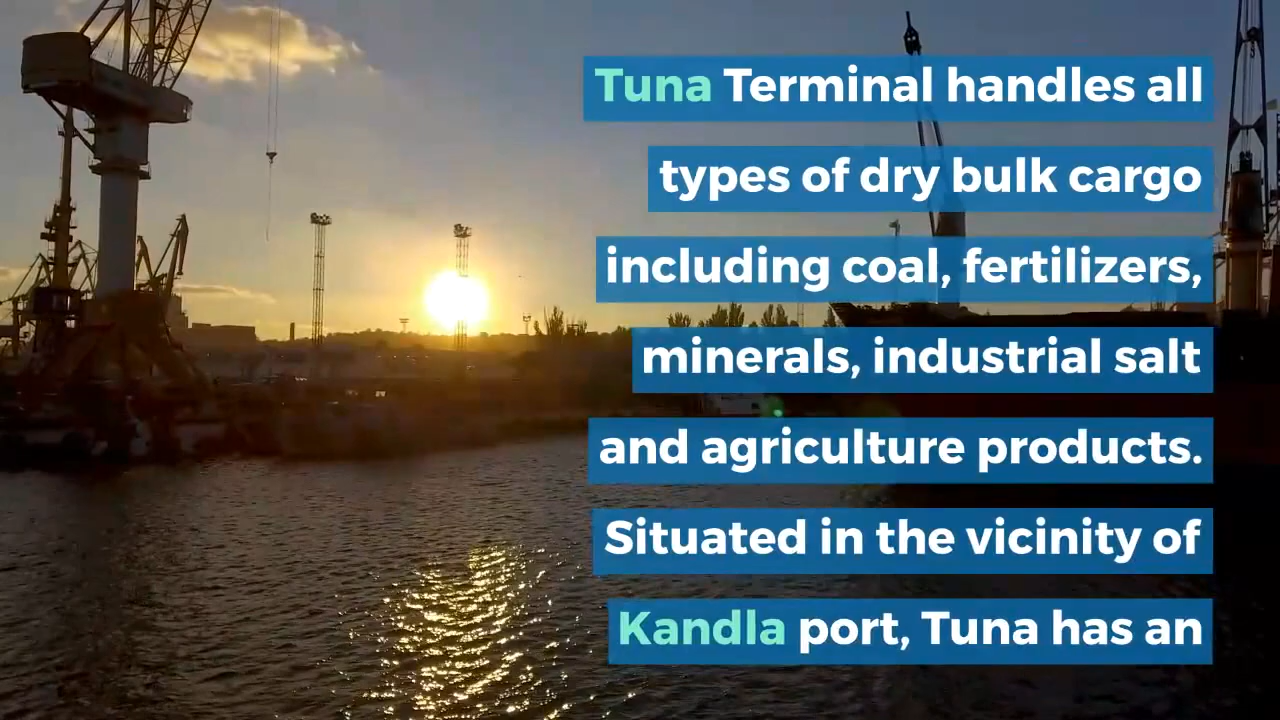 Tuna Terminal handles all
types of dry bulk cargo
including coal, fertilizers,
minerals, industrial salt
and agriculture products.
Situated in the vicinity of
Kandla port, Tuna has an